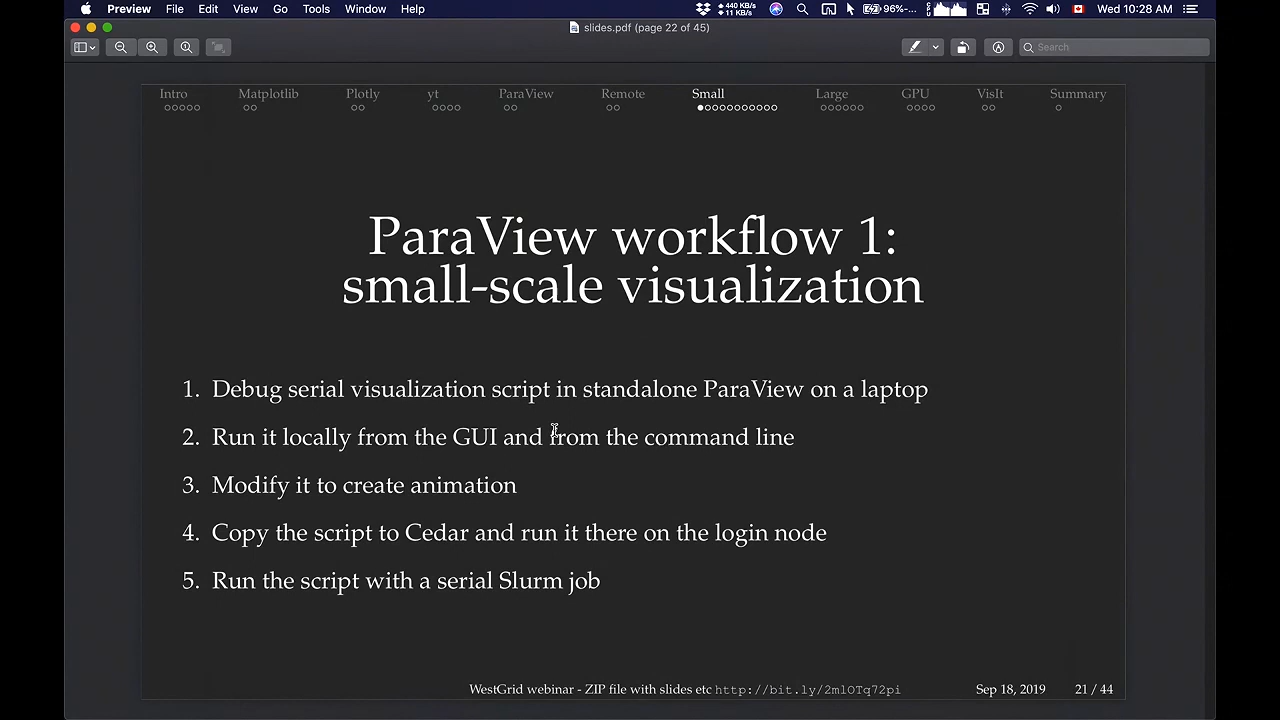 Preview File Edit View Go Tools Window Help 440 KB/s 11 KB/s 96%-... Wed 10:28 AM
slides.pdf (page 22 of 45)
Search
Intro Matplotlib Plotly yt ParaView Remote Small Large GPU VisIt Summary
ParaView workflow 1:
small-scale visualization
1. Debug serial visualization script in standalone ParaView on a laptop
2. Run it locally from the GUI and from the command line
3. Modify it to create animation
4. Copy the script to Cedar and run it there on the login node
5. Run the script with a serial Slurm job
WestGrid webinar - ZIP file with slides etc http://bit.ly/2mlOTq72pi Sep 18, 2019 21 / 44